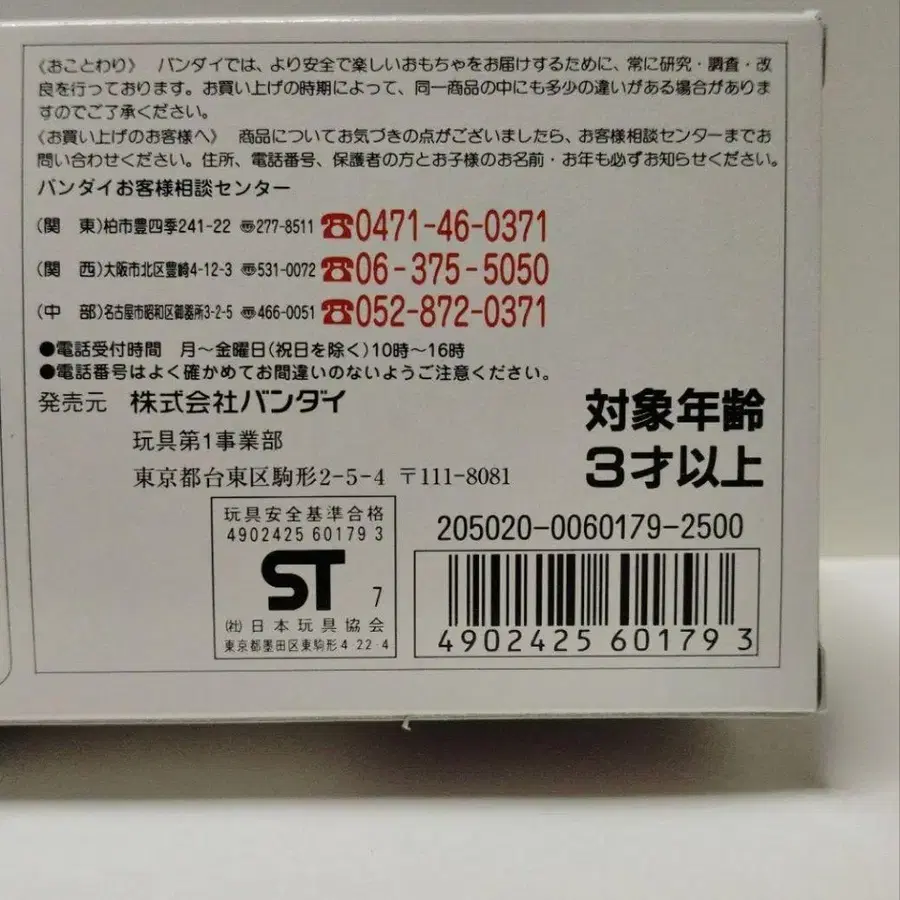 《おことわり》 バンダイでは、より安全で楽しいおもちゃをお届けするために、常に研究・調査・改
良を行っております。お買い上げの時期によって、同一商品の中にも多少の違いがある場合がありま
すのでご了承ください。
《お買い上げのお客様へ》 商品についてお気づきの点がございましたら、お客様相談センターまでお
問い合わせください。住所、電話番号、保護者の方とお子様のお名前・お年も必ずお知らせください。
バンダイお客様相談センター
(関 東)柏市豊四季241-22 〠277-8511 ☎0471-46-0371
(関 西)大阪市北区豊崎4-12-3 〠531-0072 ☎06-375-5050
(中 部)名古屋市昭和区御器所3-2-5 〠466-0051 ☎052-872-0371
●電話受付時間 月～金曜日(祝日を除く)10時～16時
●電話番号はよく確かめてお間違いのないようご注意ください。
発売元 株式会社バンダイ
玩具第1事業部
東京都台東区駒形2-5-4 〒111-8081
対象年齢
3才以上
玩具安全基準合格
4902425 60179 3
ST 7
(社)日本玩具協会
東京都墨田区東駒形4-22-4
205020-0060179-2500
4902425 601793